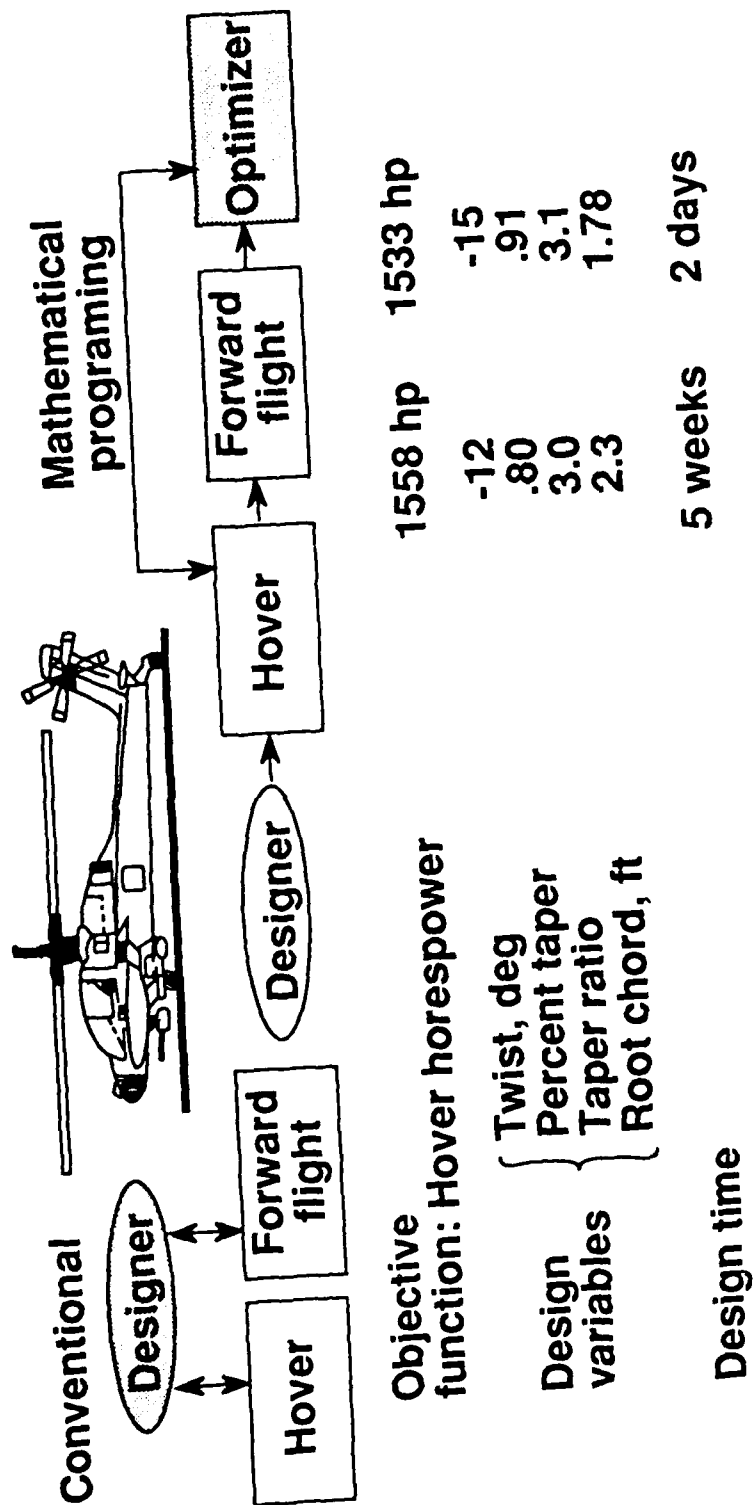 Conventional
Designer
Hover
Forward
flight
Mathematical
programing
Designer
Hover
Forward
flight
Optimizer
Objective
function: Hover horespower 1558 hp 1533 hp
Design
variables
Twist, deg -12 -15
Percent taper .80 .91
Taper ratio 3.0 3.1
Root chord, ft 2.3 1.78
Design time 5 weeks 2 days